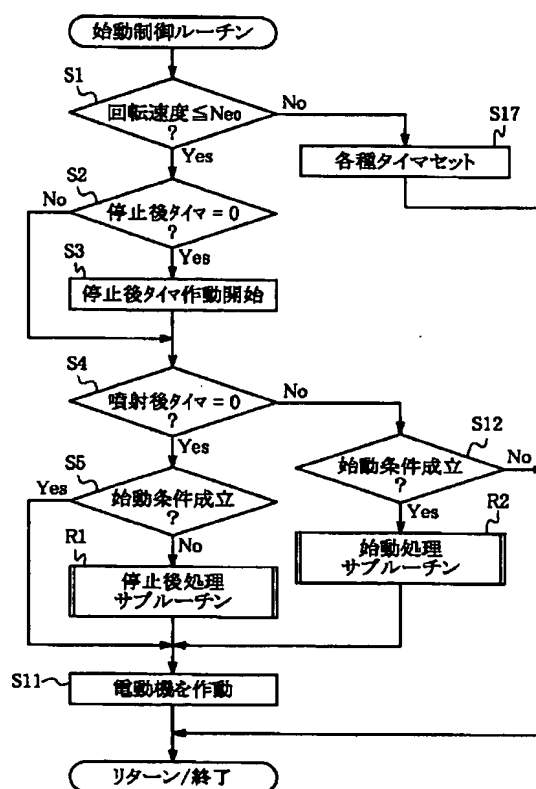 始動制御ルーチン
S1
回転速度≦Neo
?
No
S17
各種タイマセット
Yes
S2
No
停止後タイマ=0
?
Yes
S3
停止後タイマ作動開始
S4
噴射後タイマ=0
?
No
S12
Yes
始動条件成立
?
No
S5
Yes
始動条件成立
?
Yes
R2
No
始動処理
サブルーチン
R1
停止後処理
サブルーチン
S11
電動機を作動
リターン/終了